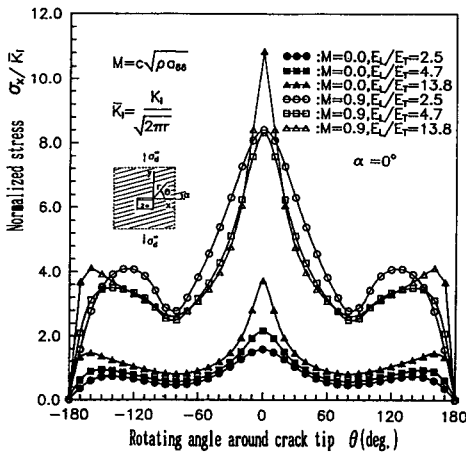 12.0
10.0
8.0
6.0
4.0
2.0
0.0
Normalized stress σx/K̄I
M=c√ρa66
K̄I= KI/√2πr
:M=0.0,EL/ET=2.5
:M=0.0,EL/ET=4.7
:M=0.0,EL/ET=13.8
:M=0.9,EL/ET=2.5
:M=0.9,EL/ET=4.7
:M=0.9,EL/ET=13.8
α=0°
-180 -120 -60 0 60 120 180
Rotating angle around crack tip θ(deg.)